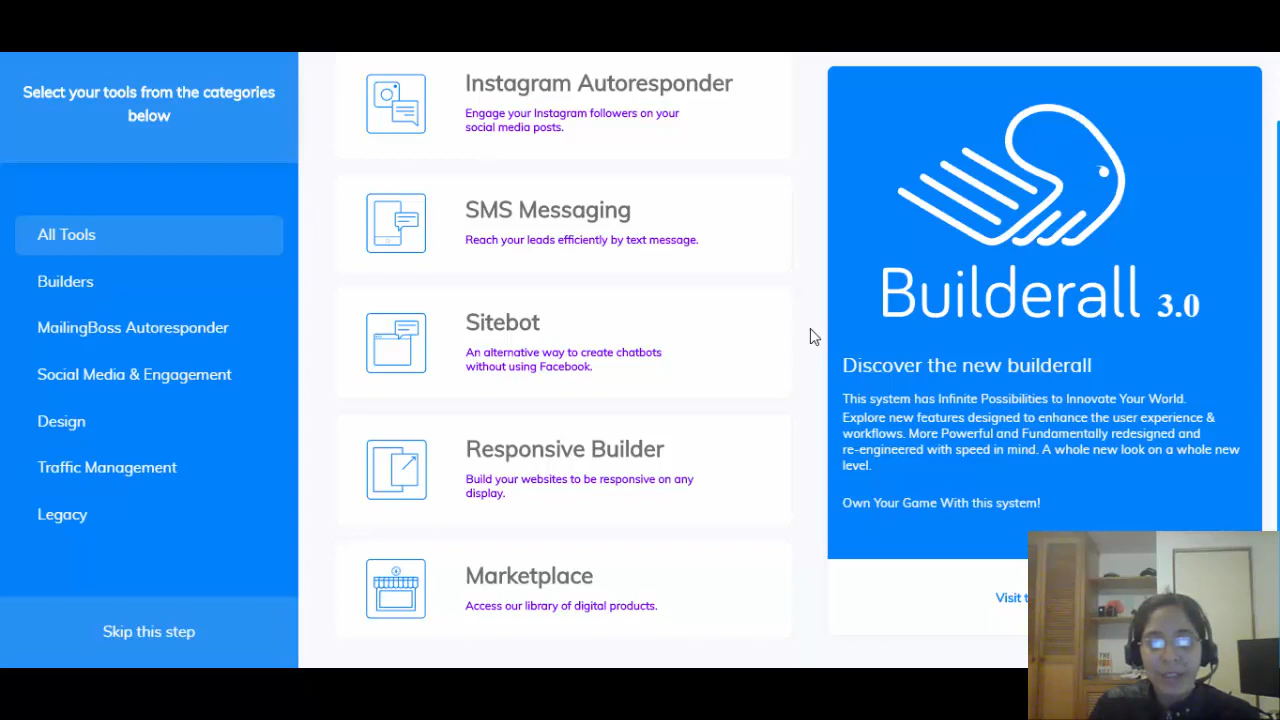 Select your tools from the categories
below
All Tools
Builders
MailingBoss Autoresponder
Social Media & Engagement
Design
Traffic Management
Legacy
Skip this step
Instagram Autoresponder
Engage your Instagram followers on your
social media posts.
SMS Messaging
Reach your leads efficiently by text message.
Sitebot
An alternative way to create chatbots
without using Facebook.
Responsive Builder
Build your websites to be responsive on any
display.
Marketplace
Access our library of digital products.
Builderall 3.0
Discover the new builderall
This system has Infinite Possibilities to Innovate Your World.
Explore new features designed to enhance the user experience &
workflows. More Powerful and Fundamentally redesigned and
re-engineered with speed in mind. A whole new look on a whole new
level.
Own Your Game With this system!
Visit